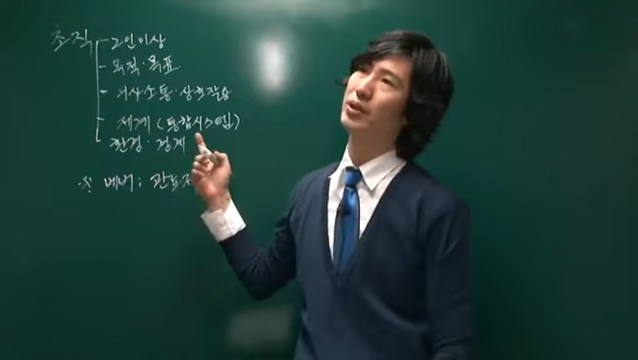 조직 2인이상
목적·목표
의사소통·상호작용
체계 (통합시스템)
환경·경계
※ 베버 ; 관료제